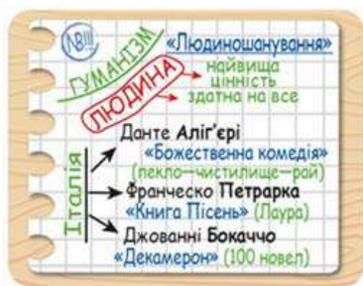 NB!!!
ГУМАНІЗМ
«Людиношанування»
ЛЮДИНА
найвища
цінність
здатна на все
Італія
Данте Аліг'єрі
«Божественна комедія»
(пекло—чистилище—рай)
Франческо Петрарка
«Книга Пісень» (Лаура)
Джованні Бокаччо
«Декамерон» (100 новел)